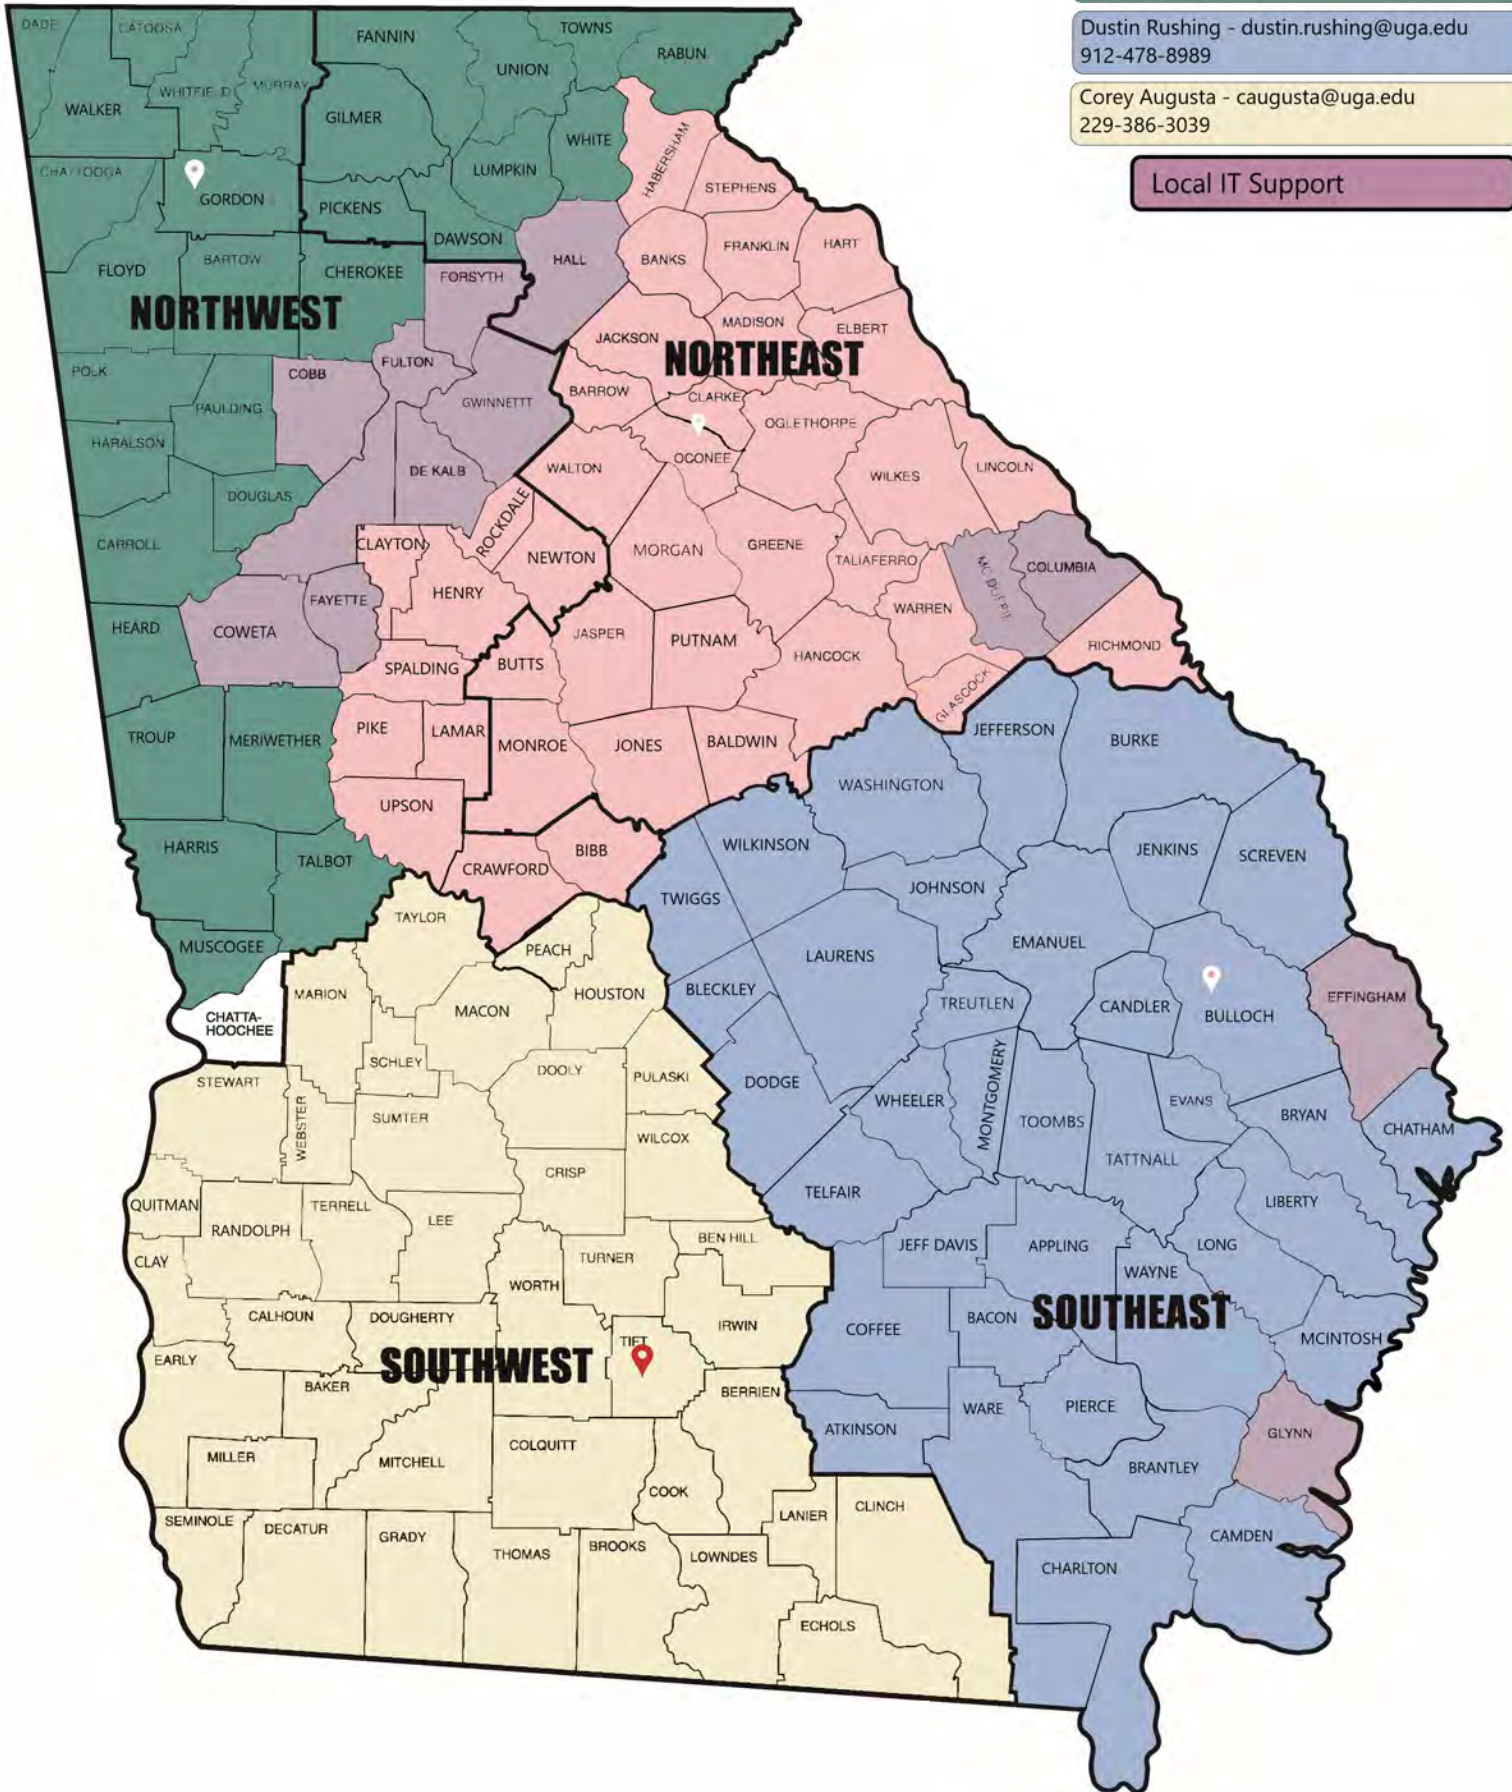 Dustin Rushing - dustin.rushing@uga.edu
912-478-8989
Corey Augusta - caugusta@uga.edu
229-386-3039
Local IT Support
DADE
CATOOSA
FANNIN
TOWNS
UNION
RABUN
WALKER
WHITFIELD
MURRAY
GILMER
WHITE
HABERSHAM
CHATTOOGA
GORDON
LUMPKIN
PICKENS
STEPHENS
DAWSON
FLOYD
BARTOW
CHEROKEE
FORSYTH
HALL
BANKS
FRANKLIN
HART
NORTHWEST
JACKSON
MADISON
ELBERT
NORTHEAST
POLK
COBB
FULTON
PAULDING
GWINNETTT
BARROW
CLARKE
OGLETHORPE
HARALSON
DE KALB
WALTON
OCONEE
WILKES
LINCOLN
DOUGLAS
ROCKDALE
CARROLL
CLAYTON
NEWTON
MORGAN
GREENE
TALIAFERRO
MC DUFFIE
COLUMBIA
HENRY
FAYETTE
WARREN
HEARD
COWETA
JASPER
PUTNAM
HANCOCK
RICHMOND
SPALDING
BUTTS
GLASCOCK
TROUP
MERIWETHER
PIKE
LAMAR
MONROE
JONES
BALDWIN
JEFFERSON
BURKE
WASHINGTON
UPSON
HARRIS
TALBOT
CRAWFORD
BIBB
WILKINSON
JENKINS
SCREVEN
TWIGGS
JOHNSON
TAYLOR
MUSCOGEE
PEACH
LAURENS
EMANUEL
MARION
HOUSTON
BLECKLEY
MACON
TREUTLEN
CANDLER
BULLOCH
EFFINGHAM
CHATTA-
HOOCHEE
SCHLEY
DOOLY
PULASKI
STEWART
DODGE
WEBSTER
SUMTER
WHEELER
MONTGOMERY
TOOMBS
EVANS
BRYAN
CHATHAM
WILCOX
CRISP
TATTNALL
QUITMAN
RANDOLPH
TERRELL
LEE
TELFAIR
LIBERTY
CLAY
TURNER
BEN HILL
JEFF DAVIS
APPLING
LONG
WORTH
WAYNE
CALHOUN
DOUGHERTY
IRWIN
COFFEE
BACON
SOUTHEAST
MCINTOSH
EARLY
SOUTHWEST
TIFT
BAKER
BERRIEN
ATKINSON
WARE
PIERCE
GLYNN
MILLER
MITCHELL
COLQUITT
BRANTLEY
COOK
SEMINOLE
DECATUR
GRADY
THOMAS
BROOKS
LOWNDES
LANIER
CLINCH
CAMDEN
CHARLTON
ECHOLS